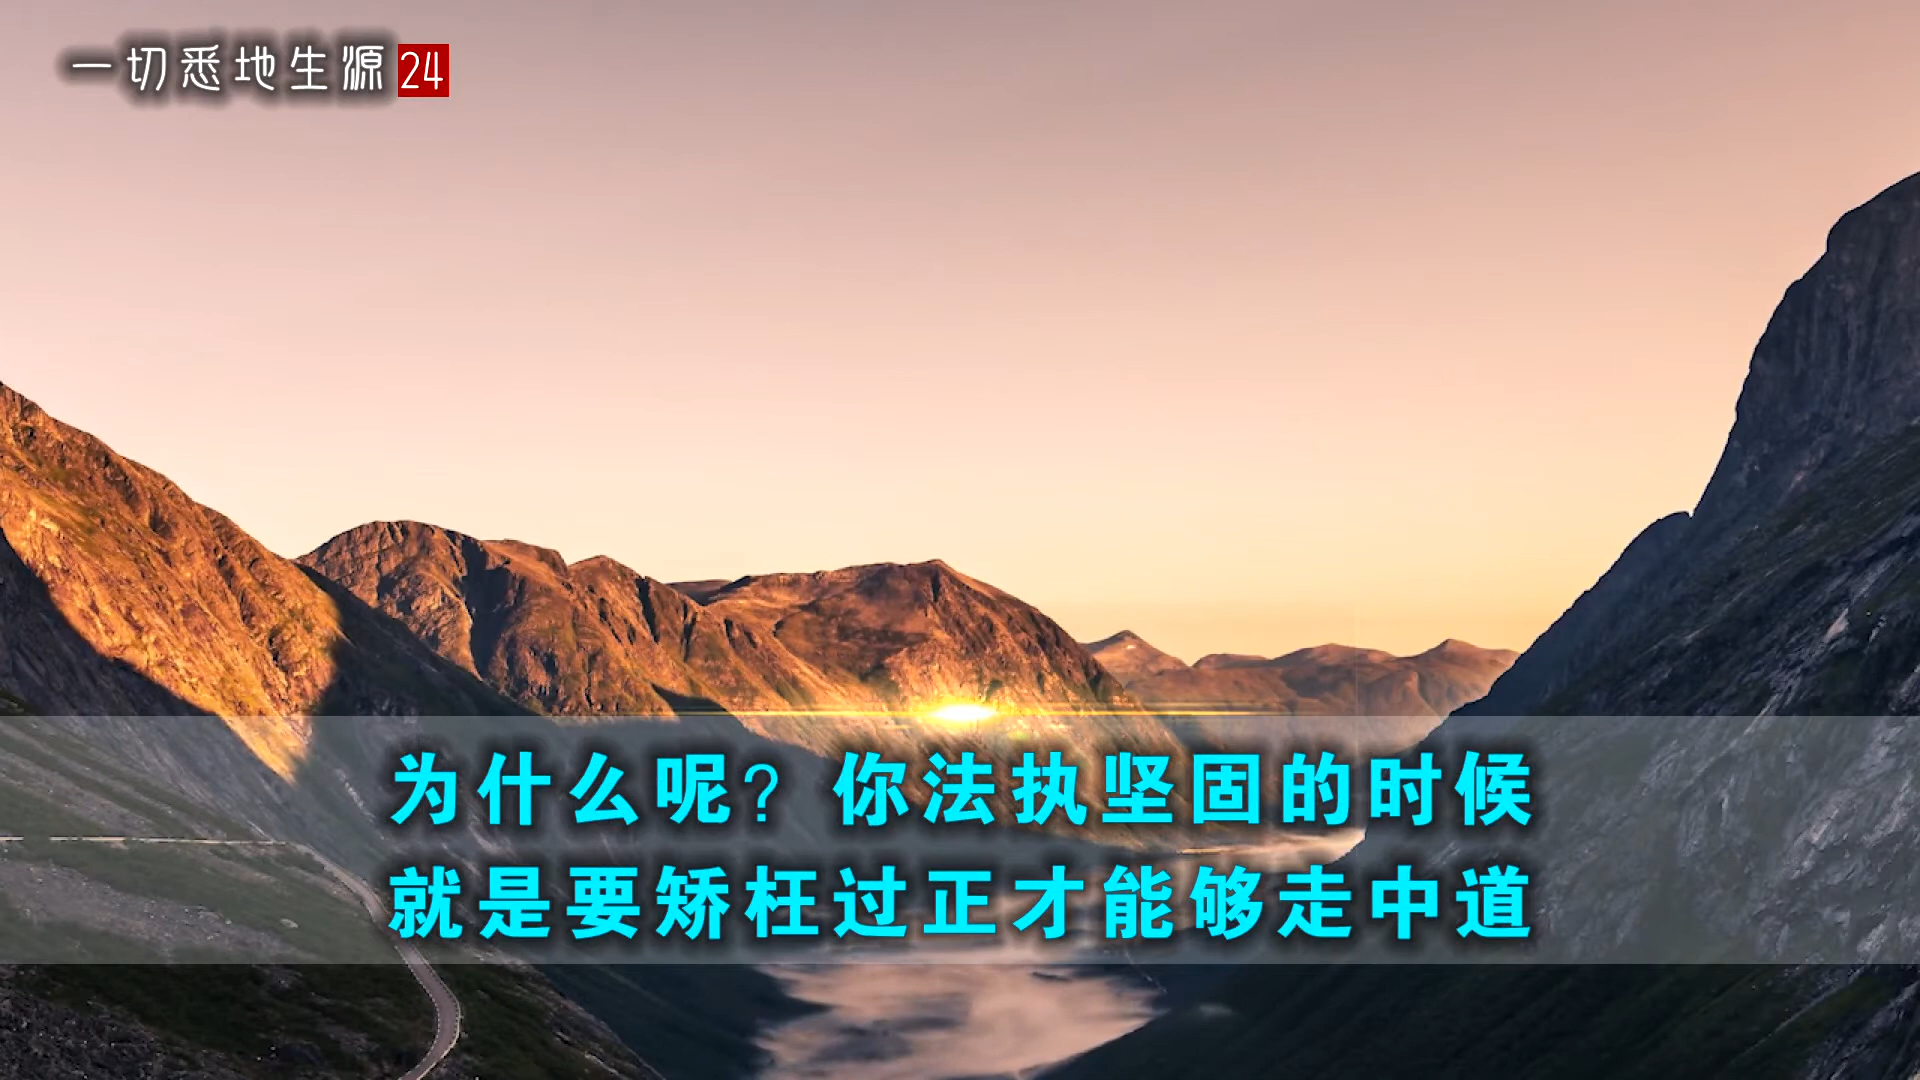 一切悉地生源24
为什么呢？你法执坚固的时候
就是要矫枉过正才能够走中道